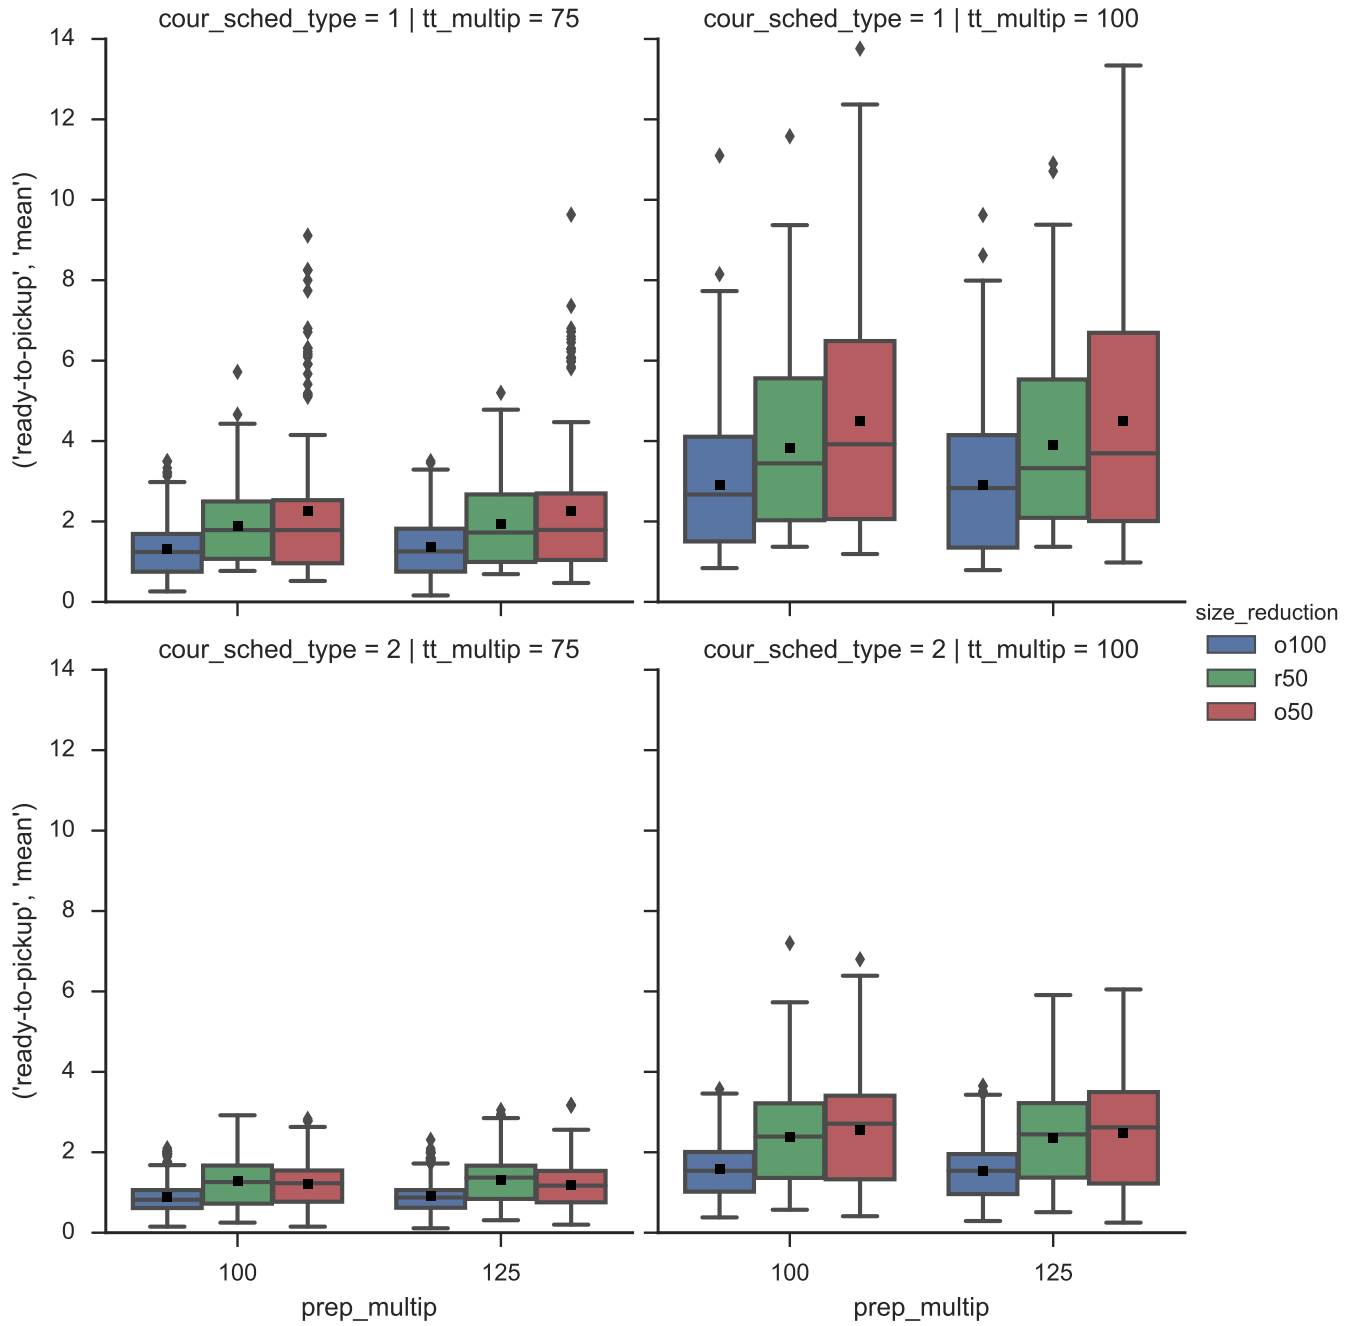 cour_sched_type = 1 | tt_multip = 75
cour_sched_type = 1 | tt_multip = 100
14
12
10
8
6
4
2
0
('ready-to-pickup', 'mean')
size_reduction
o100
r50
o50
cour_sched_type = 2 | tt_multip = 75
cour_sched_type = 2 | tt_multip = 100
14
12
10
8
6
4
2
0
('ready-to-pickup', 'mean')
100
125
100
125
prep_multip
prep_multip